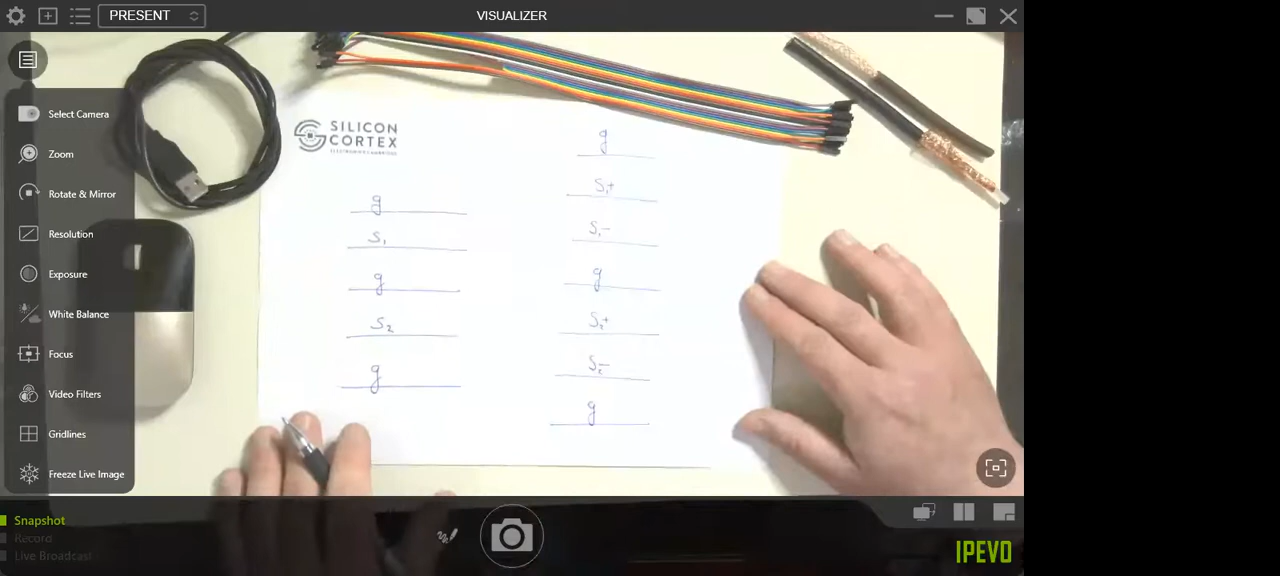 PRESENT
VISUALIZER
Select Camera
Zoom
Rotate & Mirror
Resolution
Exposure
White Balance
Focus
Video Filters
Gridlines
Freeze Live Image
SILICON
CORTEX
g
S1
g
S2
g
g
S1+
S1-
g
S2+
S2-
g
Snapshot
Record
Live Broadcast
IPEVO